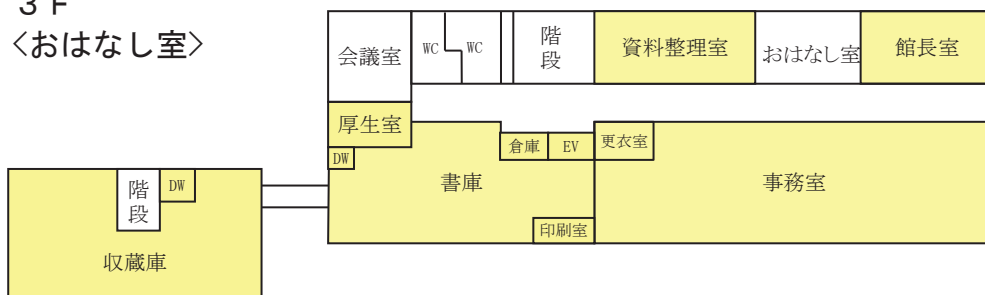 3F
<おはなし室>
会議室
WC
WC
階段
資料整理室
おはなし室
館長室
厚生室
DW
倉庫
EV
更衣室
書庫
事務室
印刷室
階段
DW
収蔵庫